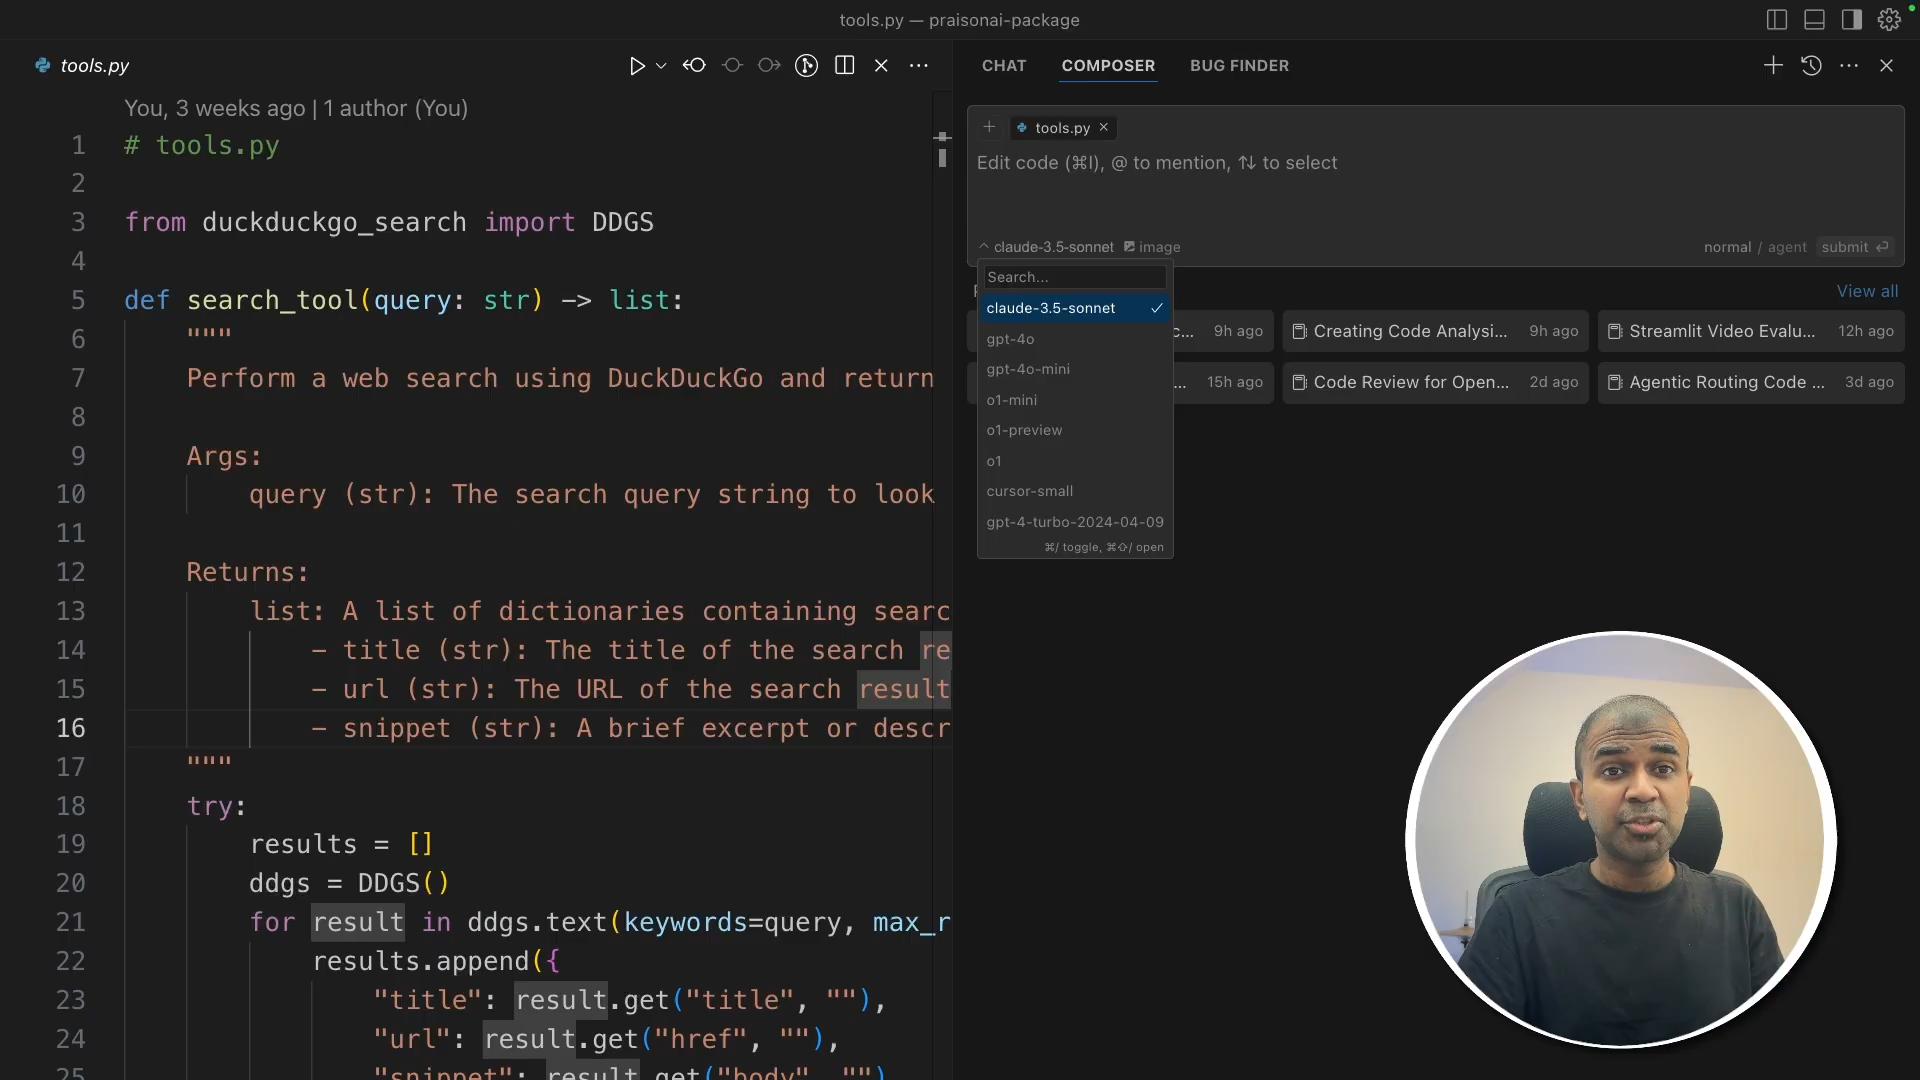 tools.py — praisonai-package
tools.py
You, 3 weeks ago | 1 author (You)
1 # tools.py
2
3 from duckduckgo_search import DDGS
4
5 def search_tool(query: str) -> list:
6 """
7 Perform a web search using DuckDuckGo and return
8
9 Args:
10 query (str): The search query string to look
11
12 Returns:
13 list: A list of dictionaries containing searc
14 - title (str): The title of the search re
15 - url (str): The URL of the search result
16 - snippet (str): A brief excerpt or descr
17 """
18 try:
19 results = []
20 ddgs = DDGS()
21 for result in ddgs.text(keywords=query, max_r
22 results.append({
23 "title": result.get("title", ""),
24 "url": result.get("href", ""),
25 "snippet": result.get("body", "")
CHAT COMPOSER BUG FINDER
tools.py
Edit code (⌘I), @ to mention, ⇅ to select
claude-3.5-sonnet image normal / agent submit
Search...
claude-3.5-sonnet
gpt-4o
gpt-4o-mini
o1-mini
o1-preview
o1
cursor-small
gpt-4-turbo-2024-04-09
⌘/ toggle, ⌘⇧/ open
View all
c... 9h ago Creating Code Analysi... 9h ago Streamlit Video Evalu... 12h ago
... 15h ago Code Review for Open... 2d ago Agentic Routing Code ... 3d ago